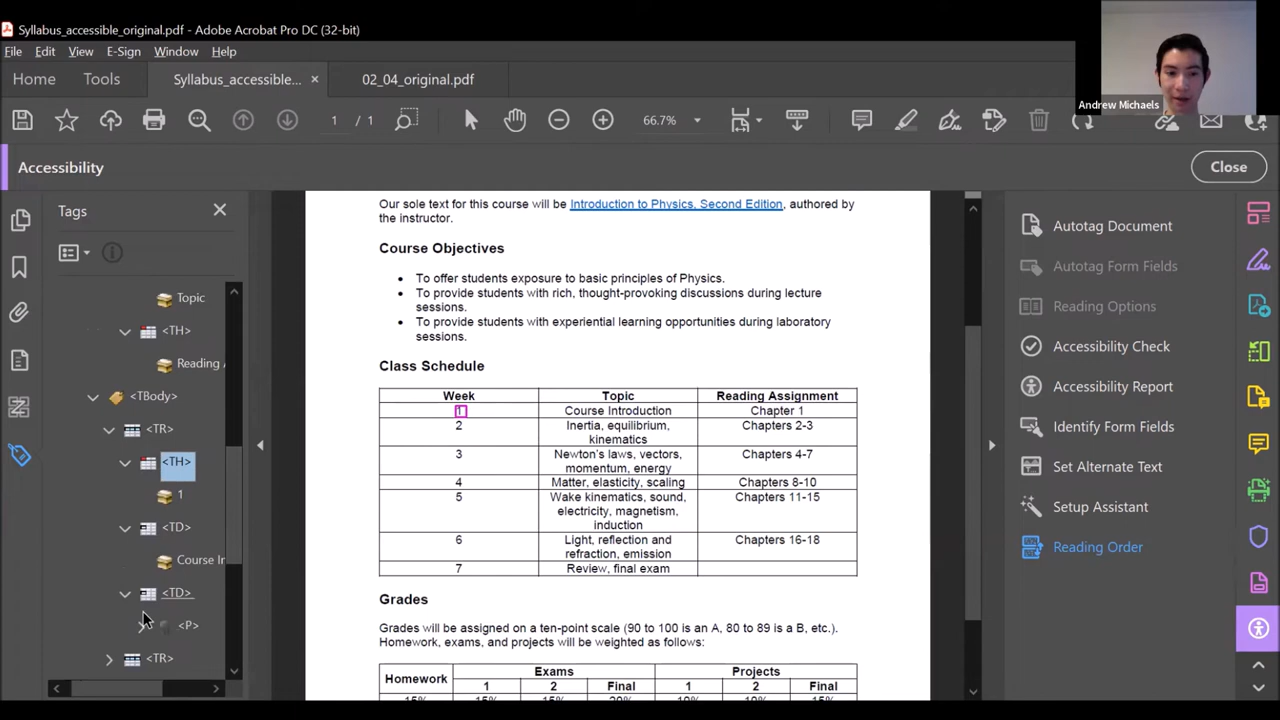 Syllabus_accessible_original.pdf - Adobe Acrobat Pro DC (32-bit)
File Edit View E-Sign Window Help
Home Tools Syllabus_accessible... × 02_04_original.pdf
Andrew Michaels
1 / 1 66.7%
Accessibility
Close
Tags
Topic
<TH>
Reading
<TBody>
<TR>
<TH>
1
<TD>
Course Ir
<TD>
<P>
<TR>
Our sole text for this course will be Introduction to Physics, Second Edition, authored by
the instructor.
Course Objectives
• To offer students exposure to basic principles of Physics.
• To provide students with rich, thought-provoking discussions during lecture
sessions.
• To provide students with experiential learning opportunities during laboratory
sessions.
Class Schedule
Week Topic Reading Assignment
1 Course Introduction Chapter 1
2 Inertia, equilibrium, Chapters 2-3
kinematics
3 Newton's laws, vectors, Chapters 4-7
momentum, energy
4 Matter, elasticity, scaling Chapters 8-10
5 Wake kinematics, sound, Chapters 11-15
electricity, magnetism,
induction
6 Light, reflection and Chapters 16-18
refraction, emission
7 Review, final exam
Grades
Grades will be assigned on a ten-point scale (90 to 100 is an A, 80 to 89 is a B, etc.).
Homework, exams, and projects will be weighted as follows:
Homework Exams Projects
1 2 Final 1 2 Final
Autotag Document
Autotag Form Fields
Reading Options
Accessibility Check
Accessibility Report
Identify Form Fields
Set Alternate Text
Setup Assistant
Reading Order